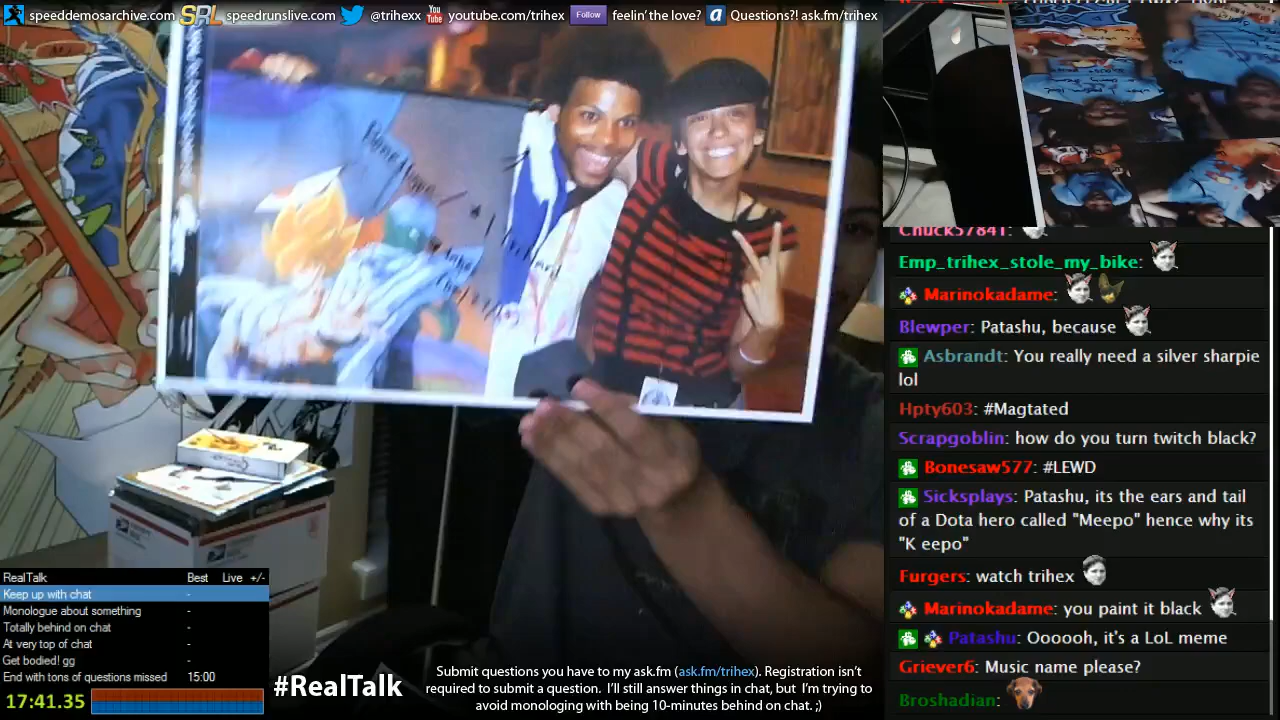 speeddemosarchive.com SRL speedrunslive.com @trihexx You Tube youtube.com/trihex Follow feelin' the love? a Questions?! ask.fm/trihex
Chuck57841:
Emp_trihex_stole_my_bike:
Marinokadame:
Blewper: Patashu, because
Asbrandt: You really need a silver sharpie
lol
Hpty603: #Magtated
Scrapgoblin: how do you turn twitch black?
Bonesaw577: #LEWD
Sicksplays: Patashu, its the ears and tail
of a Dota hero called "Meepo" hence why its
"K eepo"
Furgers: watch trihex
Marinokadame: you paint it black
Patashu: Oooooh, it's a LoL meme
Griever6: Music name please?
Broshadian:
RealTalk Best Live +/-
Keep up with chat -
Monologue about something -
Totally behind on chat -
At very top of chat -
Get bodied! gg -
End with tons of questions missed 15:00
17:41.35
#RealTalk
Submit questions you have to my ask.fm (ask.fm/trihex). Registration isn't
required to submit a question. I'll still answer things in chat, but I'm trying to
avoid monologing with being 10-minutes behind on chat. ;)